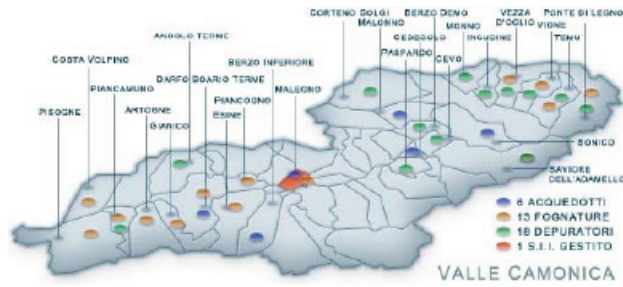 CORTENO GOLGI
MALONNO
BERZO DEMO
CEDEGOLO
PASPARDO
CEVO
MONNO
INCUDINE
VEZZA
D'OGLIO
VIONE
PONTE DI LEGNO
TEMU
ANGOLO TERME
COSTA VOLPINO
PIANCAMUNO
PISOGNE
ARTOGNE
GIANICO
DARFO BOARIO TERME
ESINE
PIANCOGNO
BERZO INFERIORE
MALEGNO
SONICO
SAVIORE
DELL'ADAMELLO
6 ACQUEDOTTI
13 FOGNATURE
18 DEPURATORI
1 S.I.I. GESTITO
VALLE CAMONICA